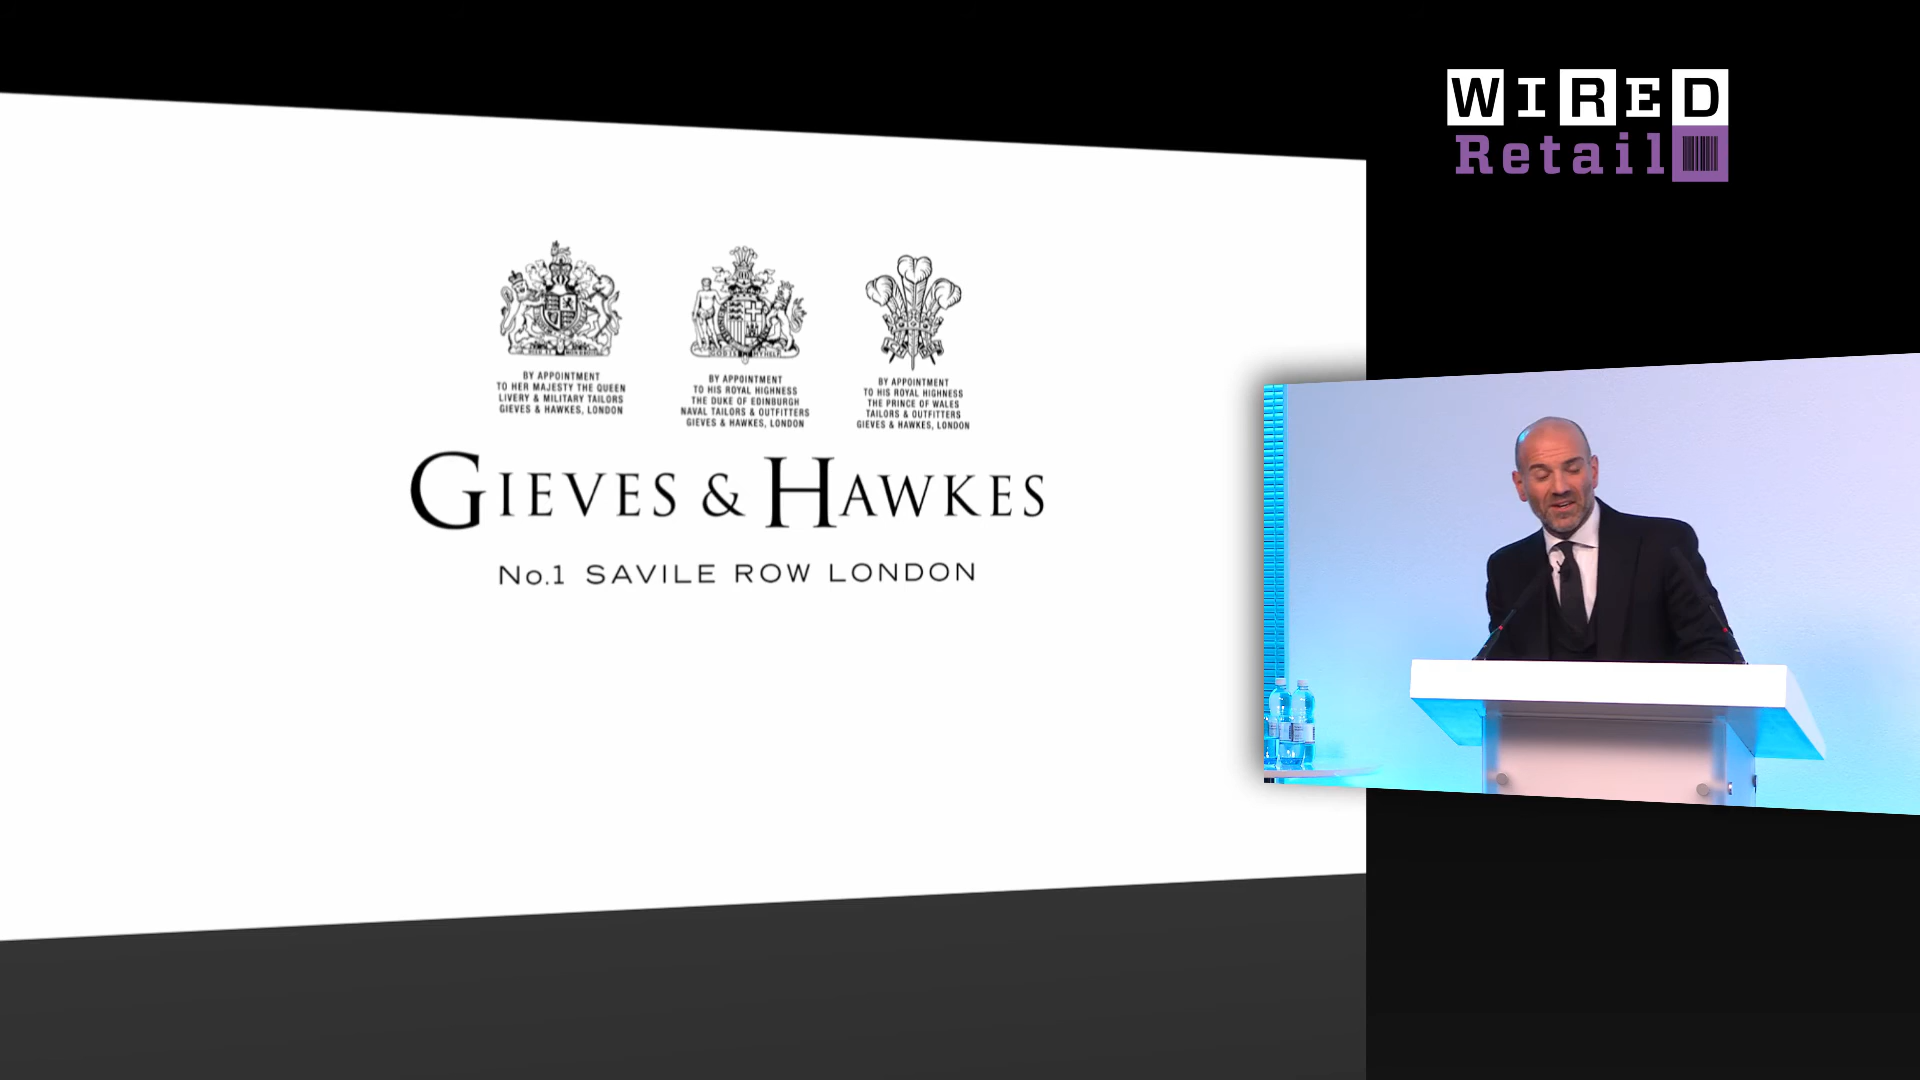 WIRED
Retail
BY APPOINTMENT
TO HER MAJESTY THE QUEEN
LIVERY & MILITARY TAILORS
GIEVES & HAWKES, LONDON
BY APPOINTMENT
TO HIS ROYAL HIGHNESS
THE DUKE OF EDINBURGH
NAVAL TAILORS & OUTFITTERS
GIEVES & HAWKES, LONDON
BY APPOINTMENT
TO HIS ROYAL HIGHNESS
THE PRINCE OF WALES
TAILORS & OUTFITTERS
GIEVES & HAWKES, LONDON
GIEVES & HAWKES
No.1 SAVILE ROW LONDON